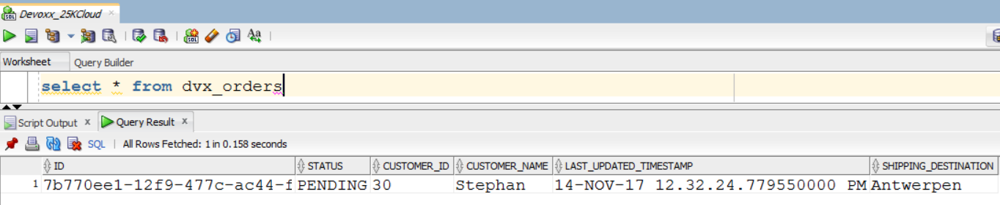 Devoxx_25KCloud
Worksheet Query Builder
select * from dvx_orders
Script Output x Query Result x
SQL | All Rows Fetched: 1 in 0.158 seconds
ID STATUS CUSTOMER_ID CUSTOMER_NAME LAST_UPDATED_TIMESTAMP SHIPPING_DESTINATION
1 7b770ee1-12f9-477c-ac44-f PENDING 30 Stephan 14-NOV-17 12.32.24.779550000 PM Antwerpen